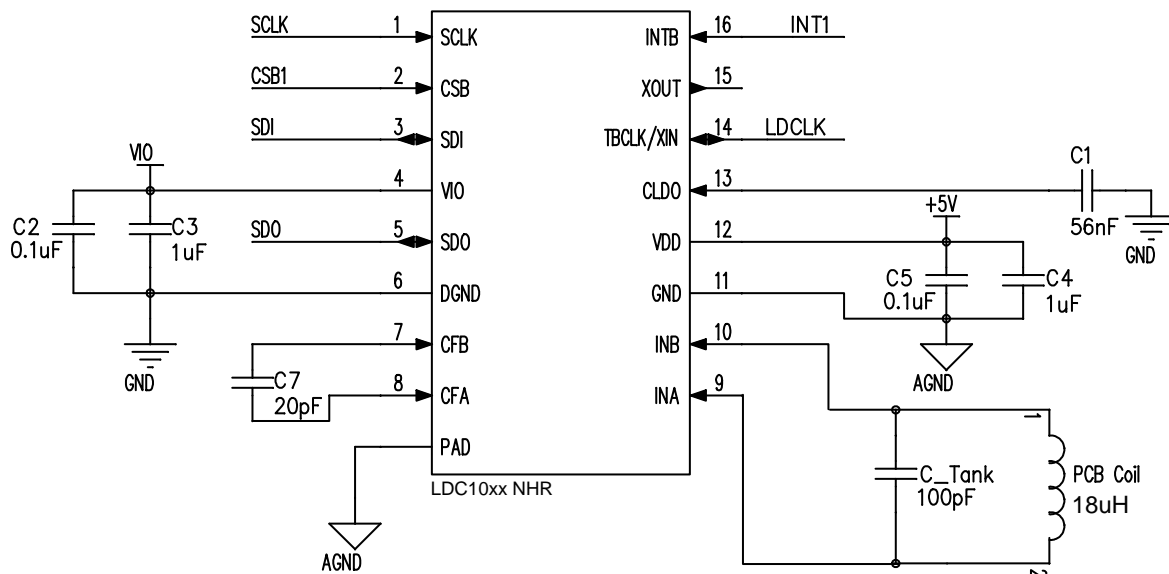 SCLK 1 SCLK INTB 16 INT1
CSB1 2 CSB XOUT 15
SDI 3 SDI TBCLK/XIN 14 LDCLK
VIO 4 VIO CLDO 13 C1
56nF
GND
C2 0.1uF
C3 1uF
SDO 5 SDO VDD 12 +5V
6 DGND GND 11
C5 0.1uF
C4 1uF
GND
7 CFB INB 10 AGND
C7 20pF
8 CFA INA 9
PAD
LDC10xx NHR
AGND
1
C_Tank
100pF
PCB Coil
18uH
2